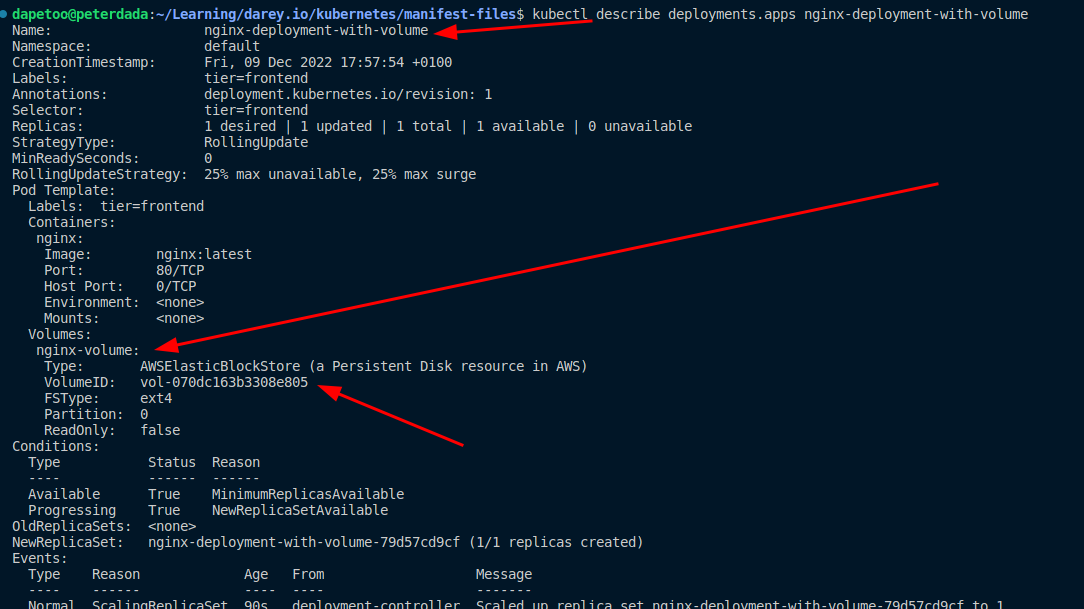 dapetoo@peterdada:~/Learning/darey.io/kubernetes/manifest-files$ kubectl describe deployments.apps nginx-deployment-with-volume
Name:                   nginx-deployment-with-volume
Namespace:              default
CreationTimestamp:      Fri, 09 Dec 2022 17:57:54 +0100
Labels:                 tier=frontend
Annotations:            deployment.kubernetes.io/revision: 1
Selector:               tier=frontend
Replicas:               1 desired | 1 updated | 1 total | 1 available | 0 unavailable
StrategyType:           RollingUpdate
MinReadySeconds:        0
RollingUpdateStrategy:  25% max unavailable, 25% max surge
Pod Template:
  Labels:  tier=frontend
  Containers:
   nginx:
    Image:        nginx:latest
    Port:         80/TCP
    Host Port:    0/TCP
    Environment:  <none>
    Mounts:       <none>
  Volumes:
   nginx-volume:
    Type:       AWSElasticBlockStore (a Persistent Disk resource in AWS)
    VolumeID:   vol-070dc163b3308e805
    FSType:     ext4
    Partition:  0
    ReadOnly:   false
Conditions:
  Type           Status  Reason
  ----           ------  ------
  Available      True    MinimumReplicasAvailable
  Progressing    True    NewReplicaSetAvailable
OldReplicaSets:  <none>
NewReplicaSet:   nginx-deployment-with-volume-79d57cd9cf (1/1 replicas created)
Events:
  Type    Reason             Age   From                   Message
  ----    ------             ----  ----                   -------
  Normal  ScalingReplicaSet  90s   deployment-controller  Scaled up replica set nginx-deployment-with-volume-79d57cd9cf to 1